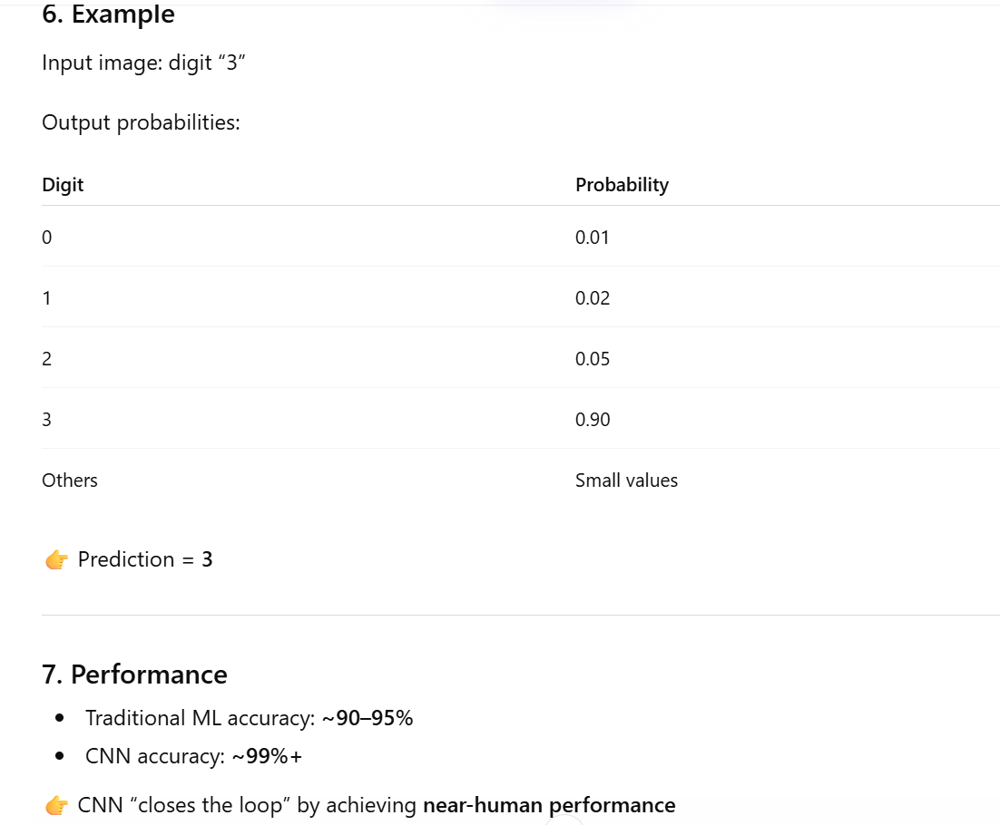 6. Example
Input image: digit “3”
Output probabilities:
Digit Probability
0 0.01
1 0.02
2 0.05
3 0.90
Others Small values
👉 Prediction = 3
7. Performance
• Traditional ML accuracy: ~90–95%
• CNN accuracy: ~99%+
👉 CNN “closes the loop” by achieving near-human performance